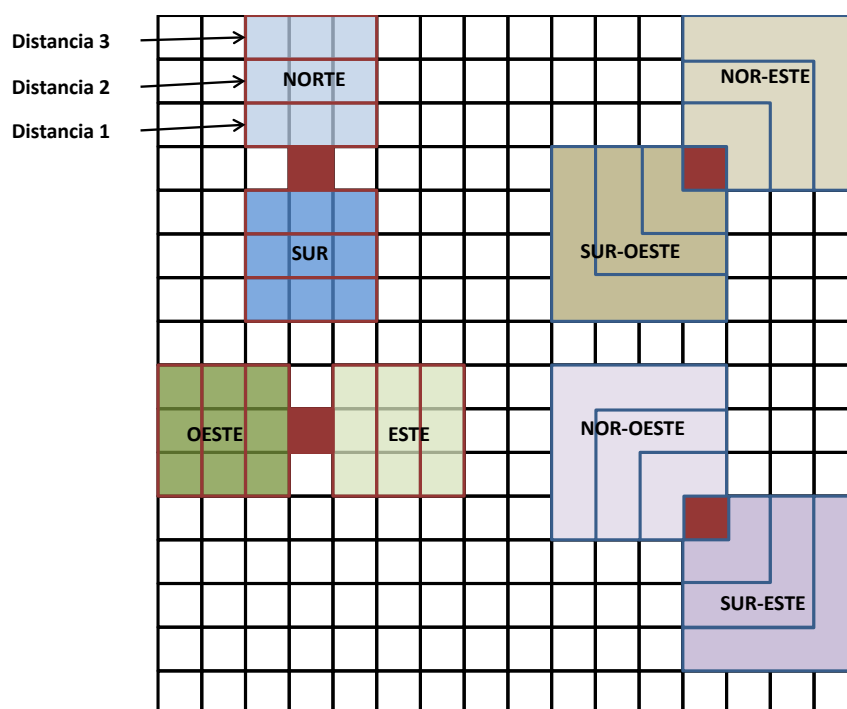 Distancia 3
Distancia 2
Distancia 1
NORTE
NOR-ESTE
SUR
SUR-OESTE
OESTE
ESTE
NOR-OESTE
SUR-ESTE